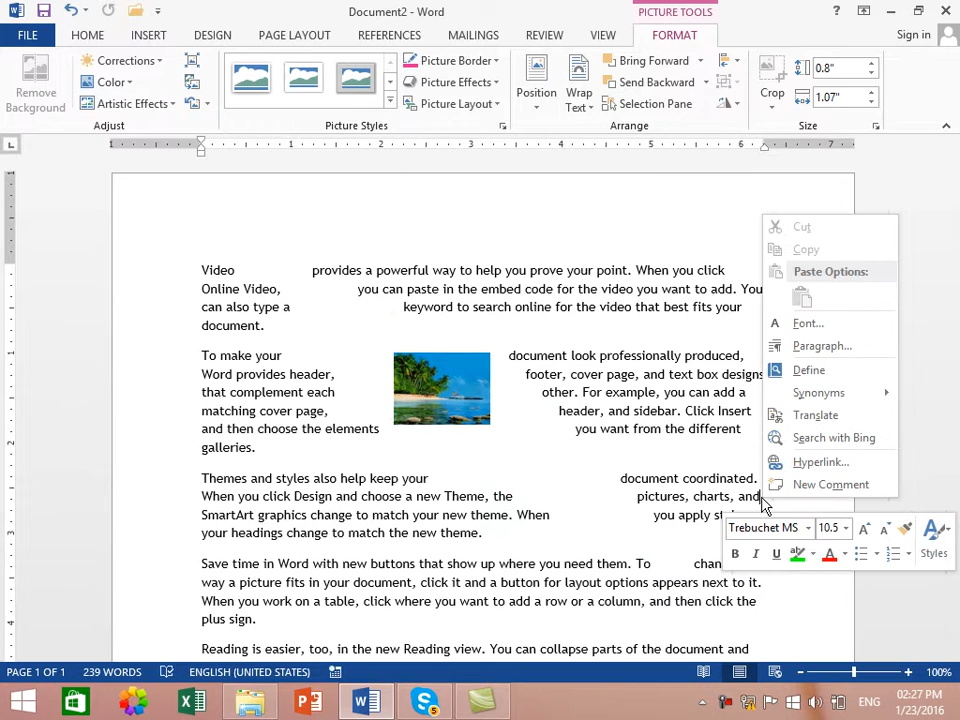 Document2 - Word
PICTURE TOOLS
FILE HOME INSERT DESIGN PAGE LAYOUT REFERENCES MAILINGS REVIEW VIEW FORMAT Sign in
Remove Background
Corrections
Color
Artistic Effects
Adjust
Picture Styles
Picture Border
Picture Effects
Picture Layout
Position
Wrap Text
Bring Forward
Send Backward
Selection Pane
Arrange
Crop
0.8"
1.07"
Size
1 1 2 3 4 5 6 7
Video provides a powerful way to help you prove your point. When you click
Online Video, you can paste in the embed code for the video you want to add. You
can also type a keyword to search online for the video that best fits your
document.
To make your document look professionally produced,
Word provides header, footer, cover page, and text box designs
that complement each other. For example, you can add a
matching cover page, header, and sidebar. Click Insert
and then choose the elements you want from the different
galleries.
Themes and styles also help keep your document coordinated.
When you click Design and choose a new Theme, the pictures, charts, and
SmartArt graphics change to match your new theme. When you apply
your headings change to match the new theme.
Save time in Word with new buttons that show up where you need them. To
way a picture fits in your document, click it and a button for layout options appears next to it.
When you work on a table, click where you want to add a row or a column, and then click the
plus sign.
Reading is easier, too, in the new Reading view. You can collapse parts of the document and
Cut
Copy
Paste Options:
Font...
Paragraph...
Define
Synonyms
Translate
Search with Bing
Hyperlink...
New Comment
Trebuchet MS 10.5
B I U
Styles
PAGE 1 OF 1 239 WORDS ENGLISH (UNITED STATES) 100%
ENG
02:27 PM
1/23/2016